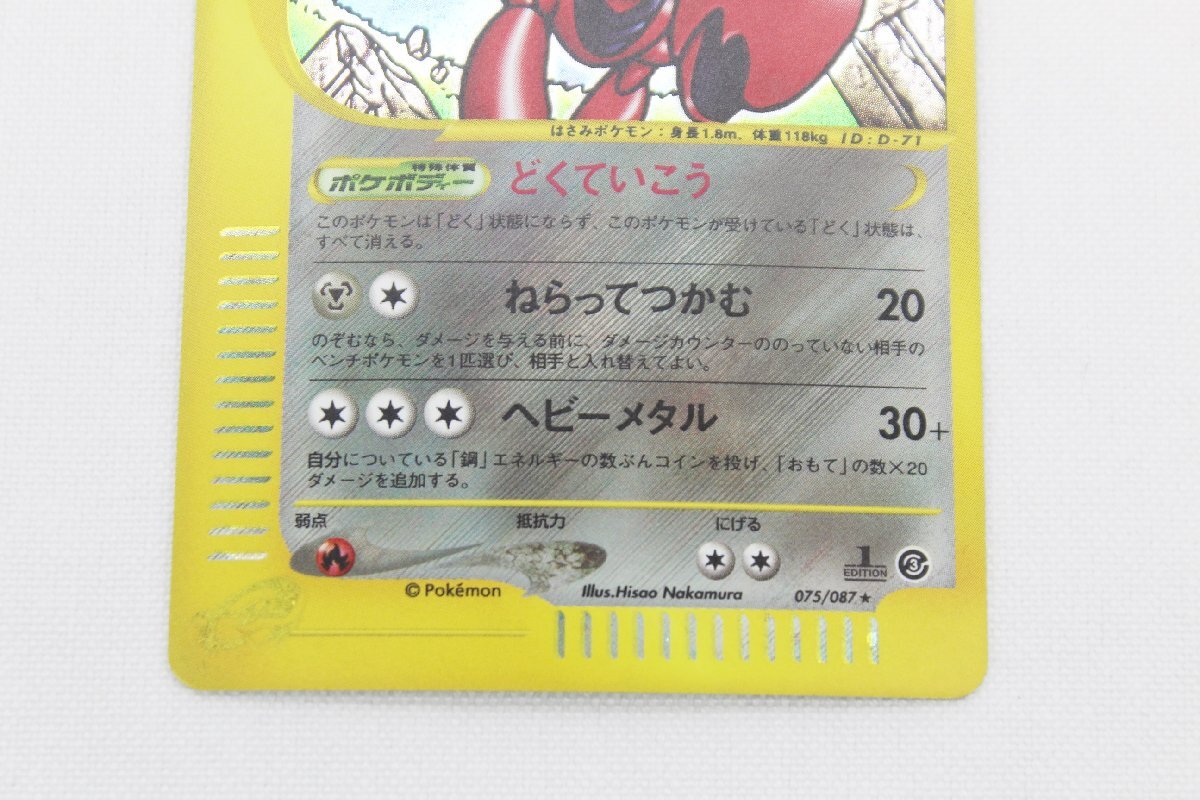 はさみポケモン：身長1.8m、体重118kg ID：D-71
特殊体質
ポケボディー どくていこう
このポケモンは「どく」状態にならず、このポケモンが受けている「どく」状態は、
すべて消える。
ねらってつかむ 20
のぞむなら、ダメージを与える前に、ダメージカウンターののっていない相手の
ベンチポケモンを1匹選び、相手と入れ替えてよい。
ヘビーメタル 30+
自分についている「鋼」エネルギーの数ぶんコインを投げ、「おもて」の数×20
ダメージを追加する。
弱点 抵抗力 にげる
1
EDITION 3
©Pokémon Illus.Hisao Nakamura 075/087★